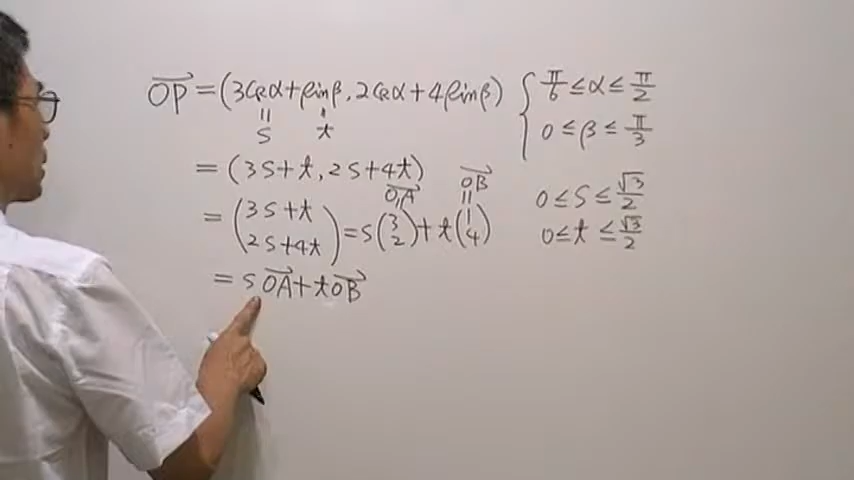 OP→ = (3cosα + sinβ, 2cosα + 4sinβ) { π/6 ≤ α ≤ π/2
0 ≤ β ≤ π/3
॥ ॥
s t
= (3s + t, 2s + 4t)
OA→ OB→
॥
= (3s + t / 2s + 4t) = s(3 / 2) + t(1 / 4)
0 ≤ s ≤ √3/2
0 ≤ t ≤ √3/2
= sOA→ + tOB→